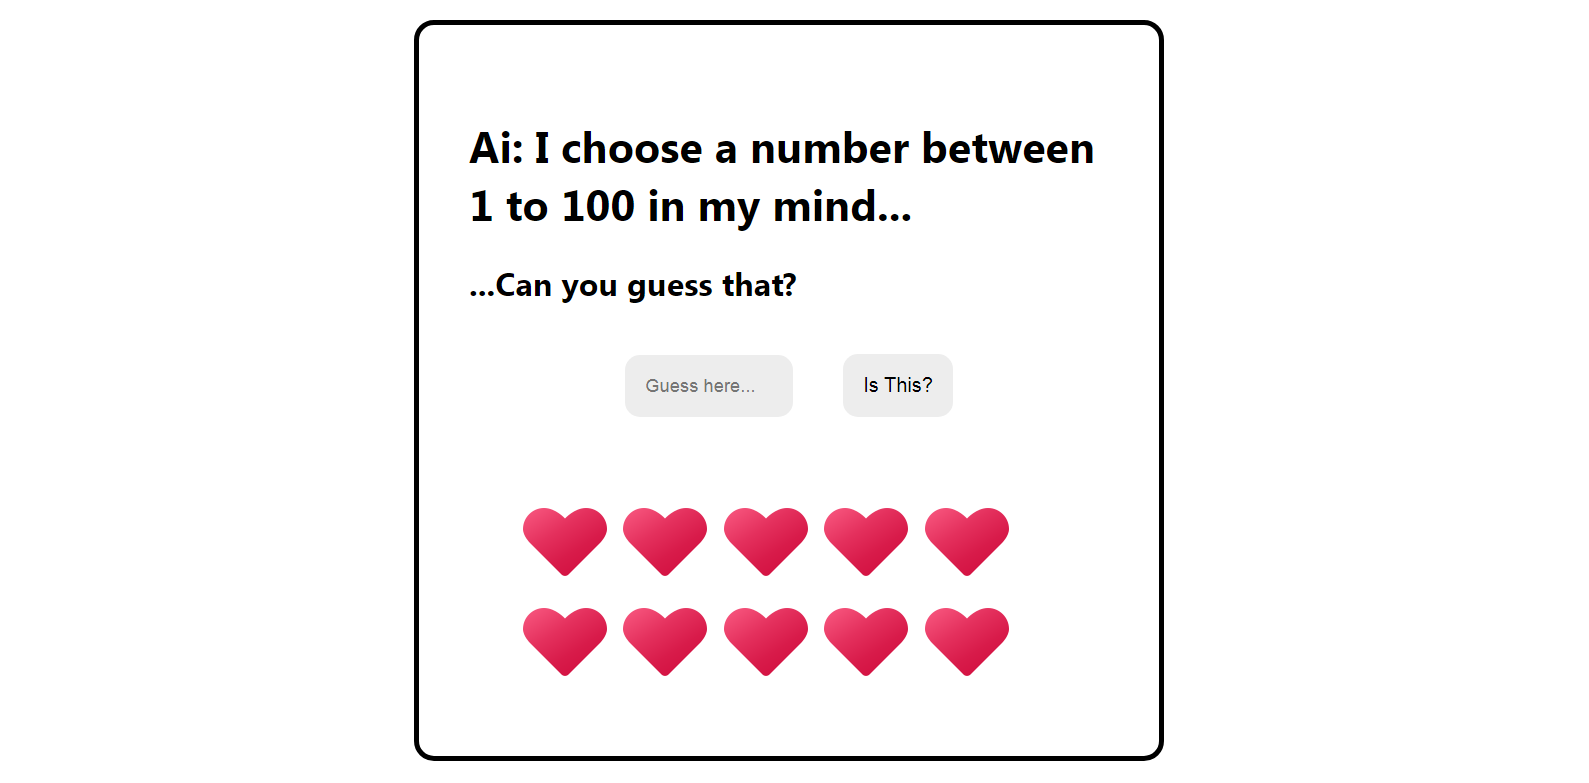 Ai: I choose a number between
1 to 100 in my mind...
...Can you guess that?
Guess here...
Is This?